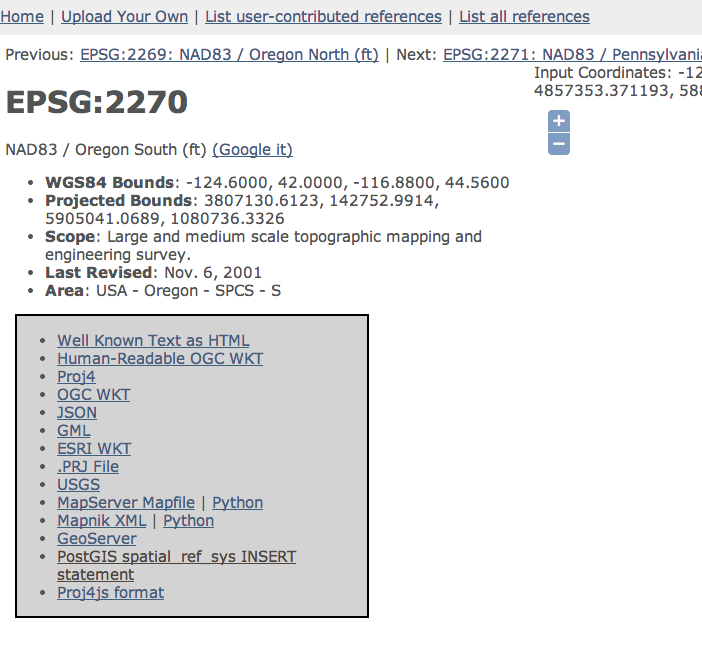 Home | Upload Your Own | List user-contributed references | List all references
Previous: EPSG:2269: NAD83 / Oregon North (ft) | Next: EPSG:2271: NAD83 / Pennsylvani
Input Coordinates: -12
4857353.371193, 588
EPSG:2270
+
−
NAD83 / Oregon South (ft) (Google it)
• WGS84 Bounds: -124.6000, 42.0000, -116.8800, 44.5600
• Projected Bounds: 3807130.6123, 142752.9914,
5905041.0689, 1080736.3326
• Scope: Large and medium scale topographic mapping and
engineering survey.
• Last Revised: Nov. 6, 2001
• Area: USA - Oregon - SPCS - S
• Well Known Text as HTML
• Human-Readable OGC WKT
• Proj4
• OGC WKT
• JSON
• GML
• ESRI WKT
• .PRJ File
• USGS
• MapServer Mapfile | Python
• Mapnik XML | Python
• GeoServer
• PostGIS spatial_ref_sys INSERT
statement
• Proj4js format